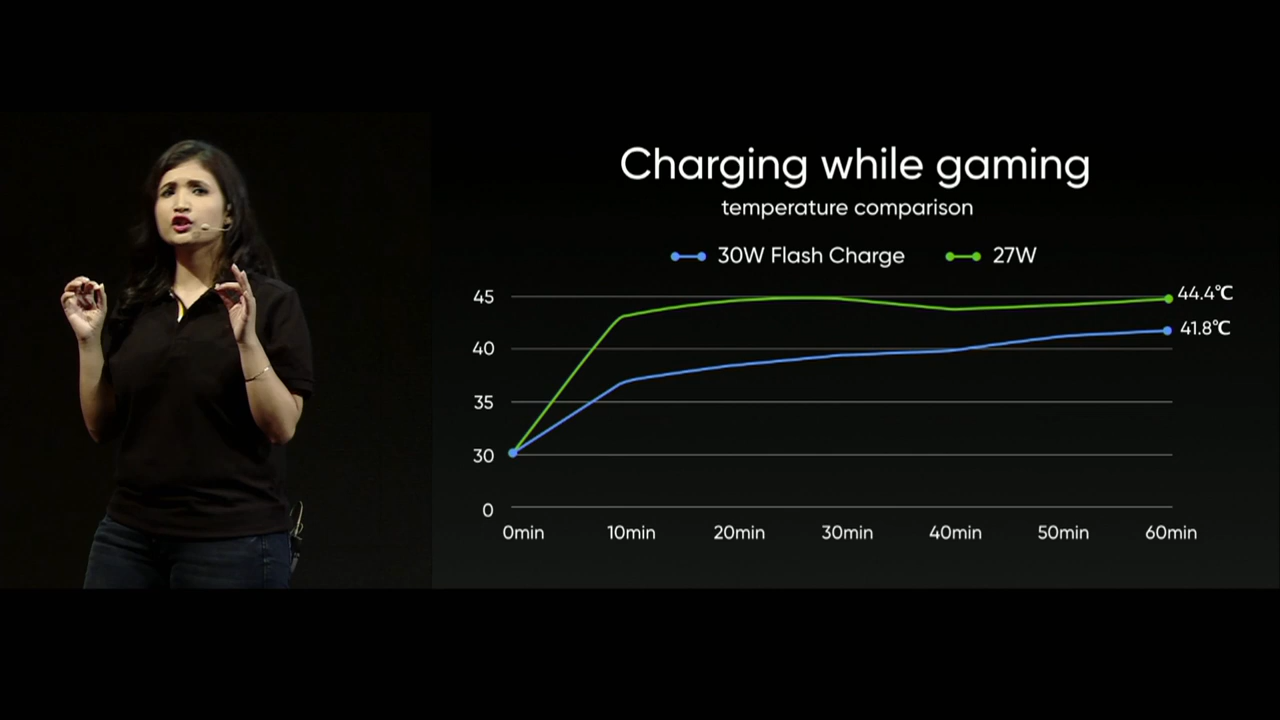 Charging while gaming
temperature comparison
30W Flash Charge 27W
45
44.4℃
41.8℃
40
35
30
0
0min 10min 20min 30min 40min 50min 60min